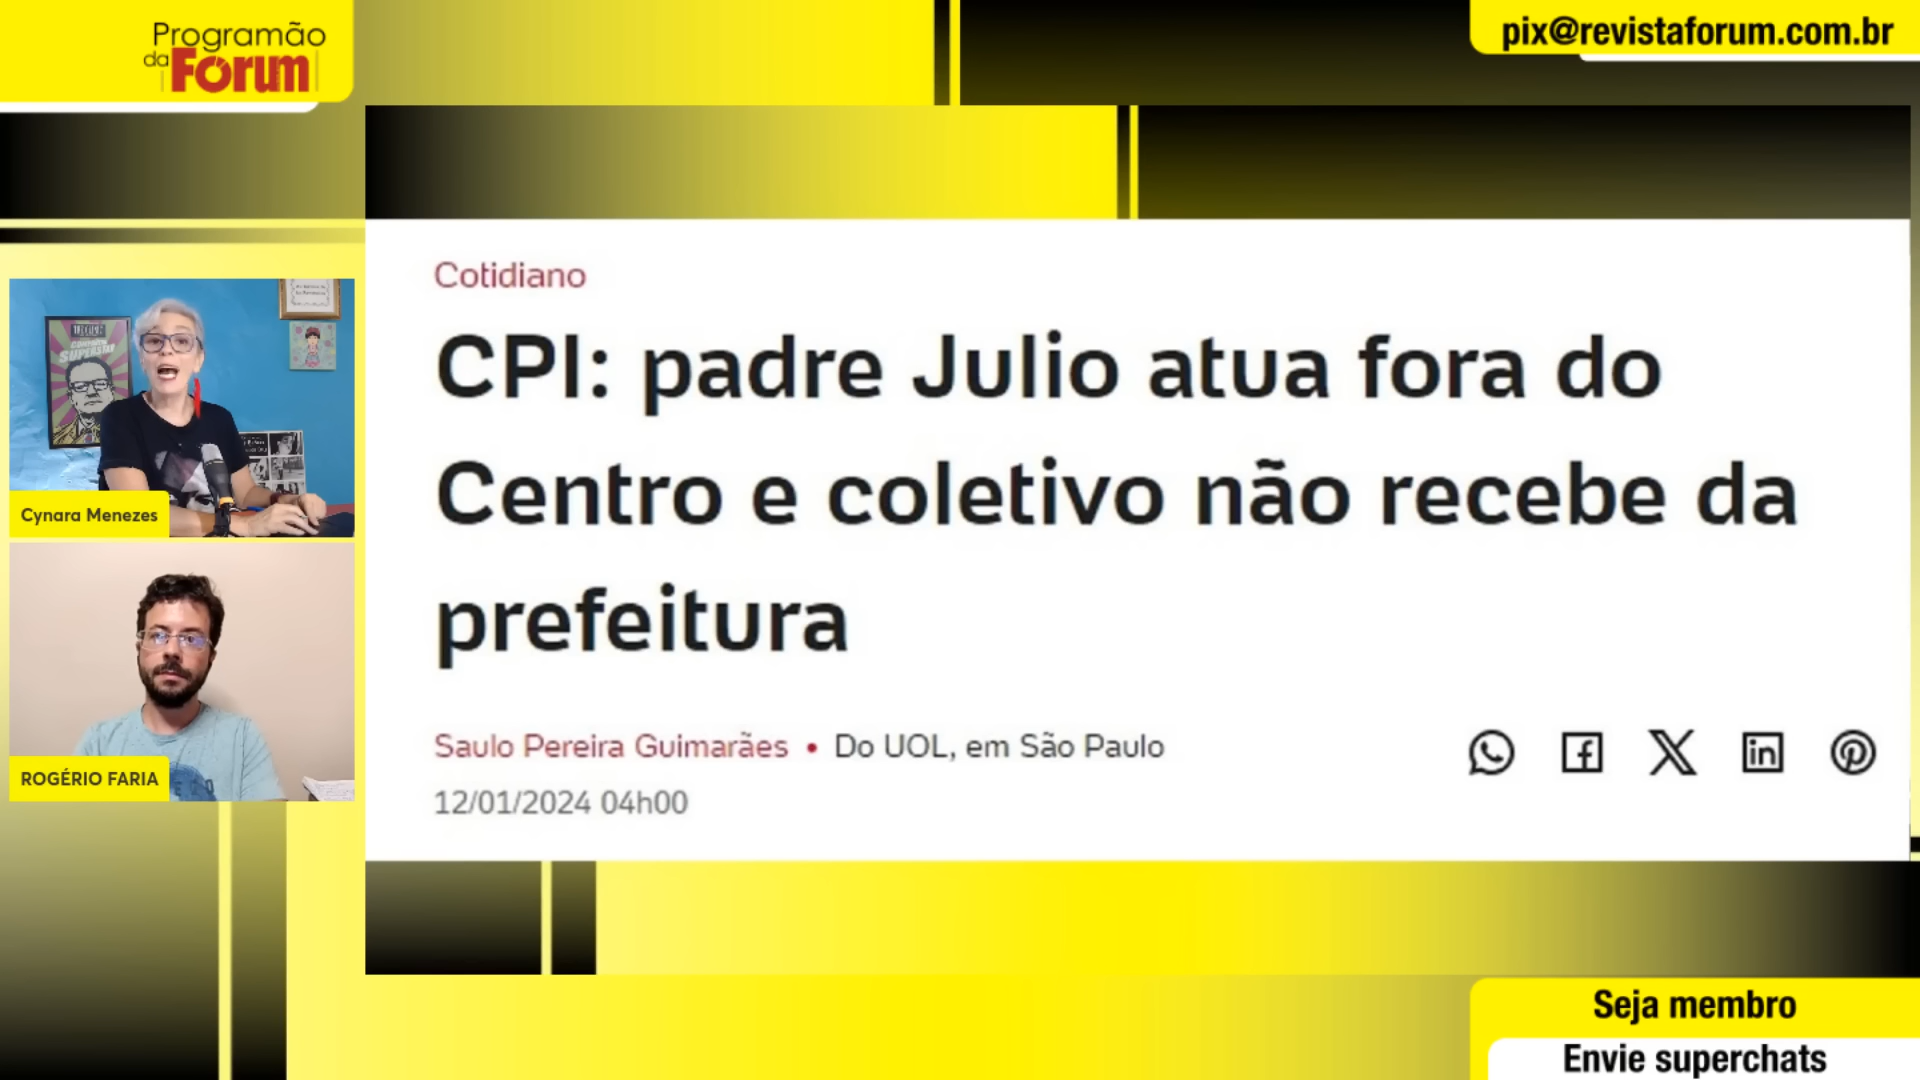 Programão
da Forum
pix@revistaforum.com.br
Cotidiano
CPI: padre Julio atua fora do
Centro e coletivo não recebe da
prefeitura
Saulo Pereira Guimarães • Do UOL, em São Paulo
12/01/2024 04h00
SUPERSTAR
Cynara Menezes
ROGÉRIO FARIA
Seja membro
Envie superchats